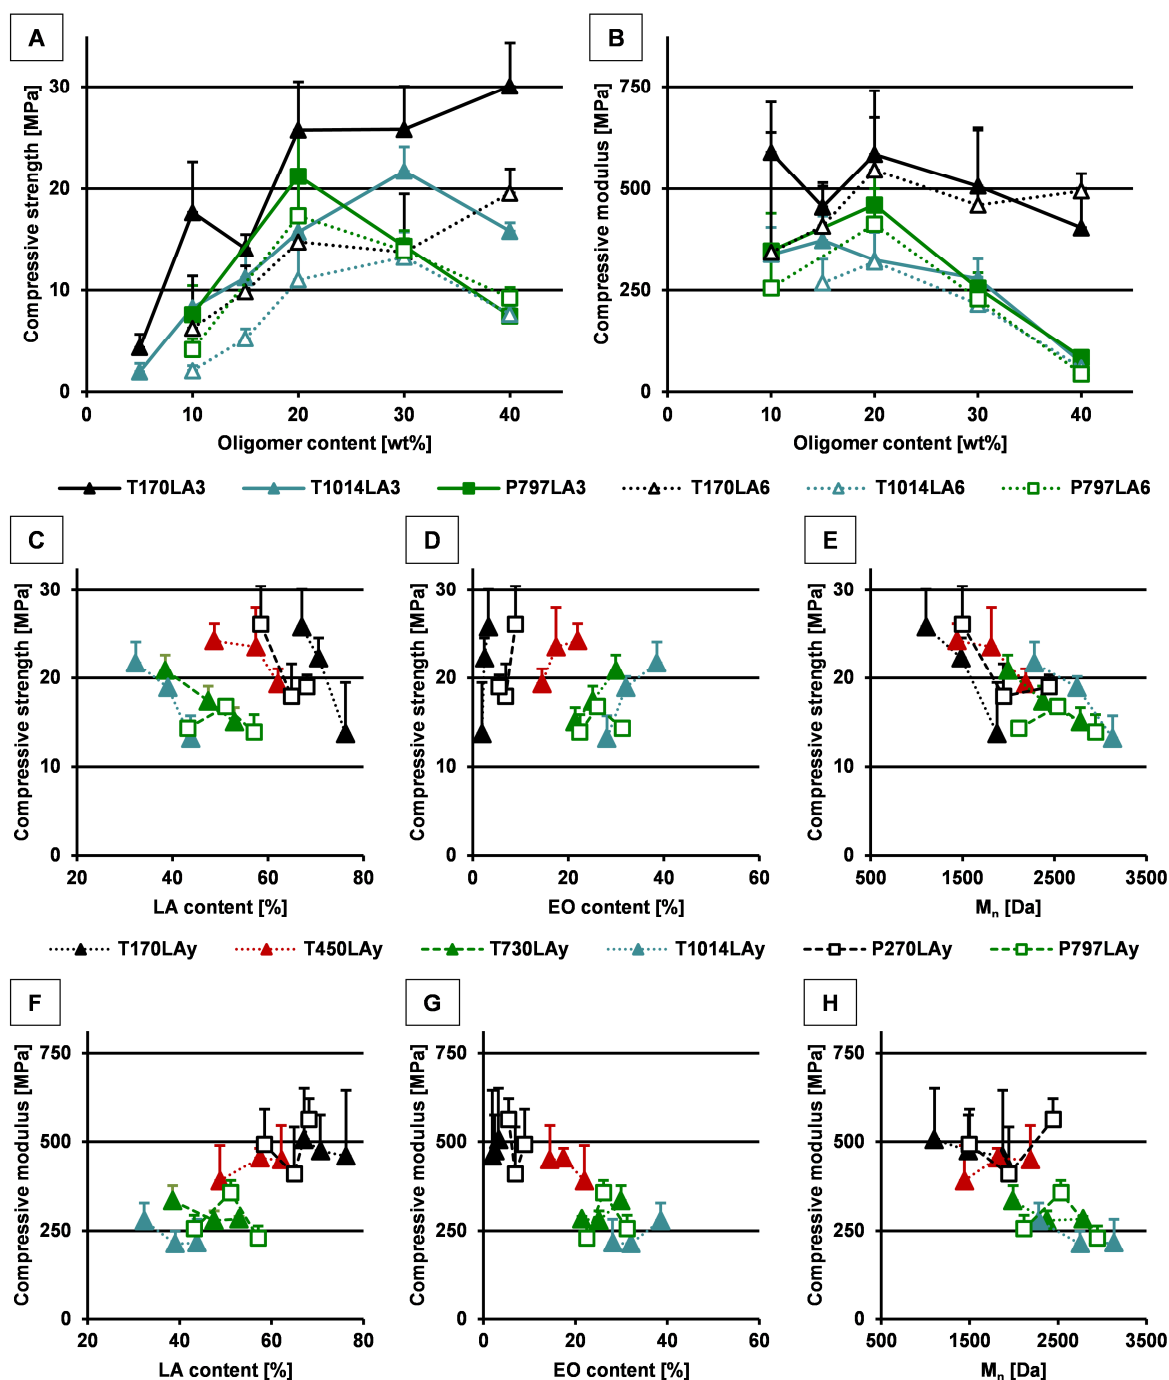 A
B
Compressive strength [MPa]
30
20
10
0
0
10
20
30
40
Oligomer content [wt%]
Compressive modulus [MPa]
750
500
250
0
0
10
20
30
40
Oligomer content [wt%]
T170LA3
T1014LA3
P797LA3
T170LA6
T1014LA6
P797LA6
C
D
E
Compressive strength [MPa]
30
20
10
0
20
40
60
80
LA content [%]
Compressive strength [MPa]
30
20
10
0
0
20
40
60
EO content [%]
Compressive strength [MPa]
30
20
10
0
500
1500
2500
3500
Mn [Da]
T170LAy
T450LAy
T730LAy
T1014LAy
P270LAy
P797LAy
F
G
H
Compressive modulus [MPa]
750
500
250
0
20
40
60
80
LA content [%]
Compressive modulus [MPa]
750
500
250
0
0
20
40
60
EO content [%]
Compressive modulus [MPa]
750
500
250
0
500
1500
2500
3500
Mn [Da]